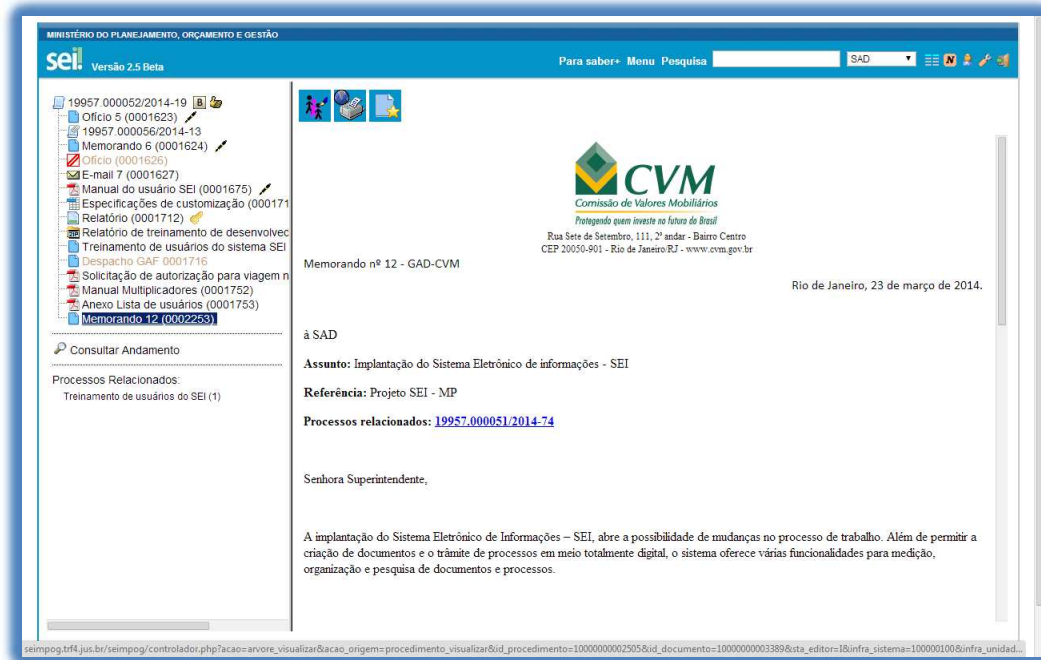 MINISTÉRIO DO PLANEJAMENTO, ORÇAMENTO E GESTÃO
sei! Versão 2.5 Beta
Para saber+ Menu Pesquisa SAD
N
19957.000052/2014-19 B
Ofício 5 (0001623)
19957.000056/2014-13
Memorando 6 (0001624)
Ofício (0001626)
E-mail 7 (0001627)
Manual do usuário SEI (0001675)
Especificações de customização (000171
Relatório (0001712)
Relatório de treinamento de desenvolvec
Treinamento de usuários do sistema SEI
Despacho GAF 0001716
Solicitação de autorização para viagem n
Manual Multiplicadores (0001752)
Anexo Lista de usuários (0001753)
Memorando 12 (0002253)
Consultar Andamento
Processos Relacionados:
Treinamento de usuários do SEI (1)
CVM
Comissão de Valores Mobiliários
Protegendo quem investe no futuro do Brasil
Rua Sete de Setembro, 111, 2º andar - Bairro Centro
CEP 20050-901 - Rio de Janeiro/RJ - www.cvm.gov.br
Memorando nº 12 - GAD-CVM
Rio de Janeiro, 23 de março de 2014.
à SAD
Assunto: Implantação do Sistema Eletrônico de informações - SEI
Referência: Projeto SEI - MP
Processos relacionados: 19957.000051/2014-74
Senhora Superintendente,
A implantação do Sistema Eletrônico de Informações – SEI, abre a possibilidade de mudanças no processo de trabalho. Além de permitir a
criação de documentos e o trâmite de processos em meio totalmente digital, o sistema oferece várias funcionalidades para medição,
organização e pesquisa de documentos e processos.
seimpog.trf4.jus.br/seimpog/controlador.php?acao=arvore_visualizar&acao_origem=procedimento_visualizar&id_procedimento=10000000002505&id_documento=10000000003389&sta_editor=I&infra_sistema=100000100&infra_unidad...